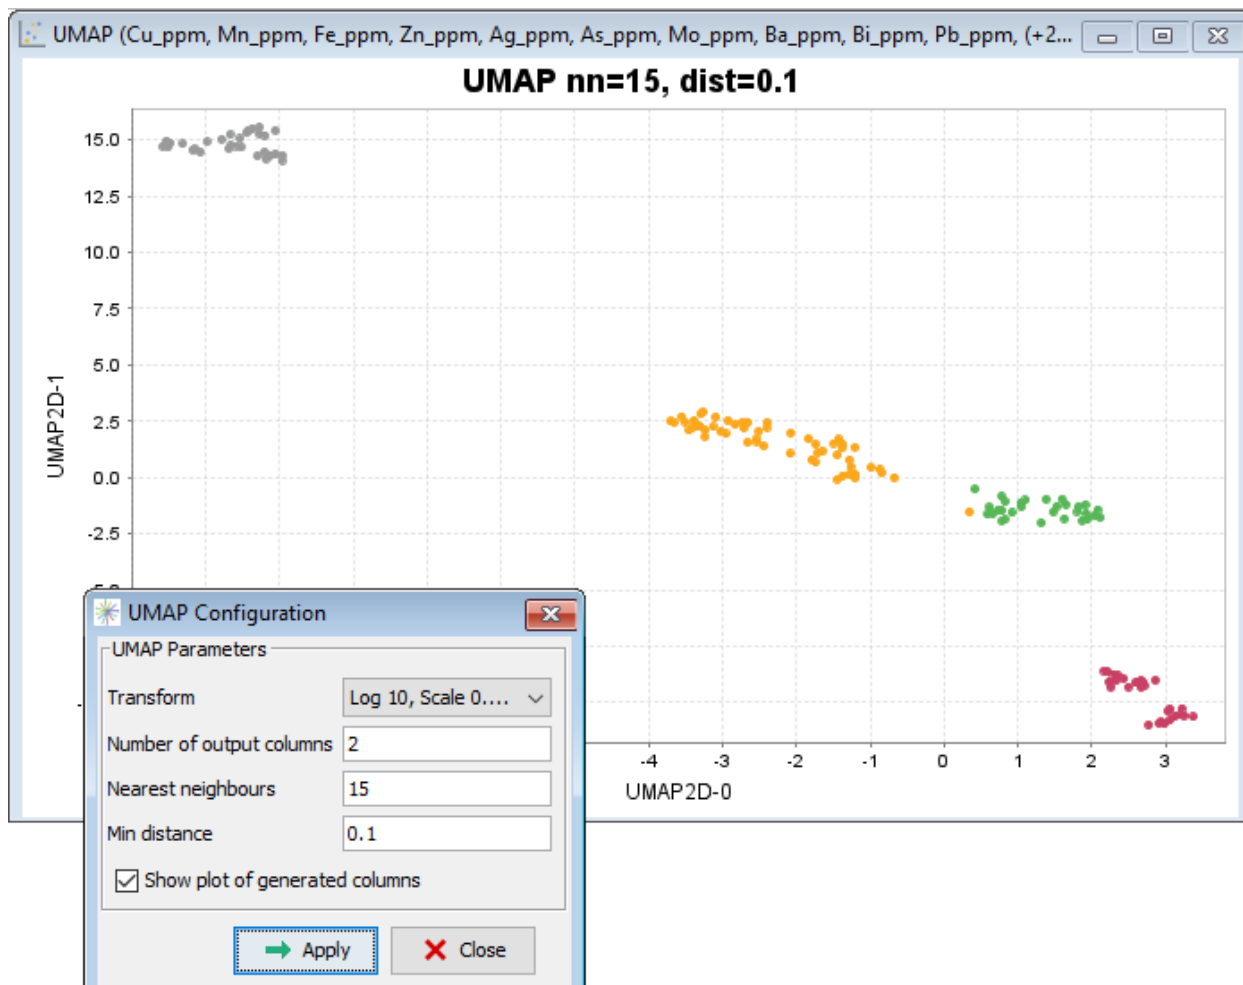 UMAP (Cu_ppm, Mn_ppm, Fe_ppm, Zn_ppm, Ag_ppm, As_ppm, Mo_ppm, Ba_ppm, Bi_ppm, Pb_ppm, (+2...
UMAP nn=15, dist=0.1
15.0
12.5
10.0
7.5
5.0
2.5
0.0
-2.5
UMAP2D-1
-4 -3 -2 -1 0 1 2 3
UMAP2D-0
UMAP Configuration
UMAP Parameters
Transform Log 10, Scale 0....
Number of output columns 2
Nearest neighbours 15
Min distance 0.1
Show plot of generated columns
Apply Close